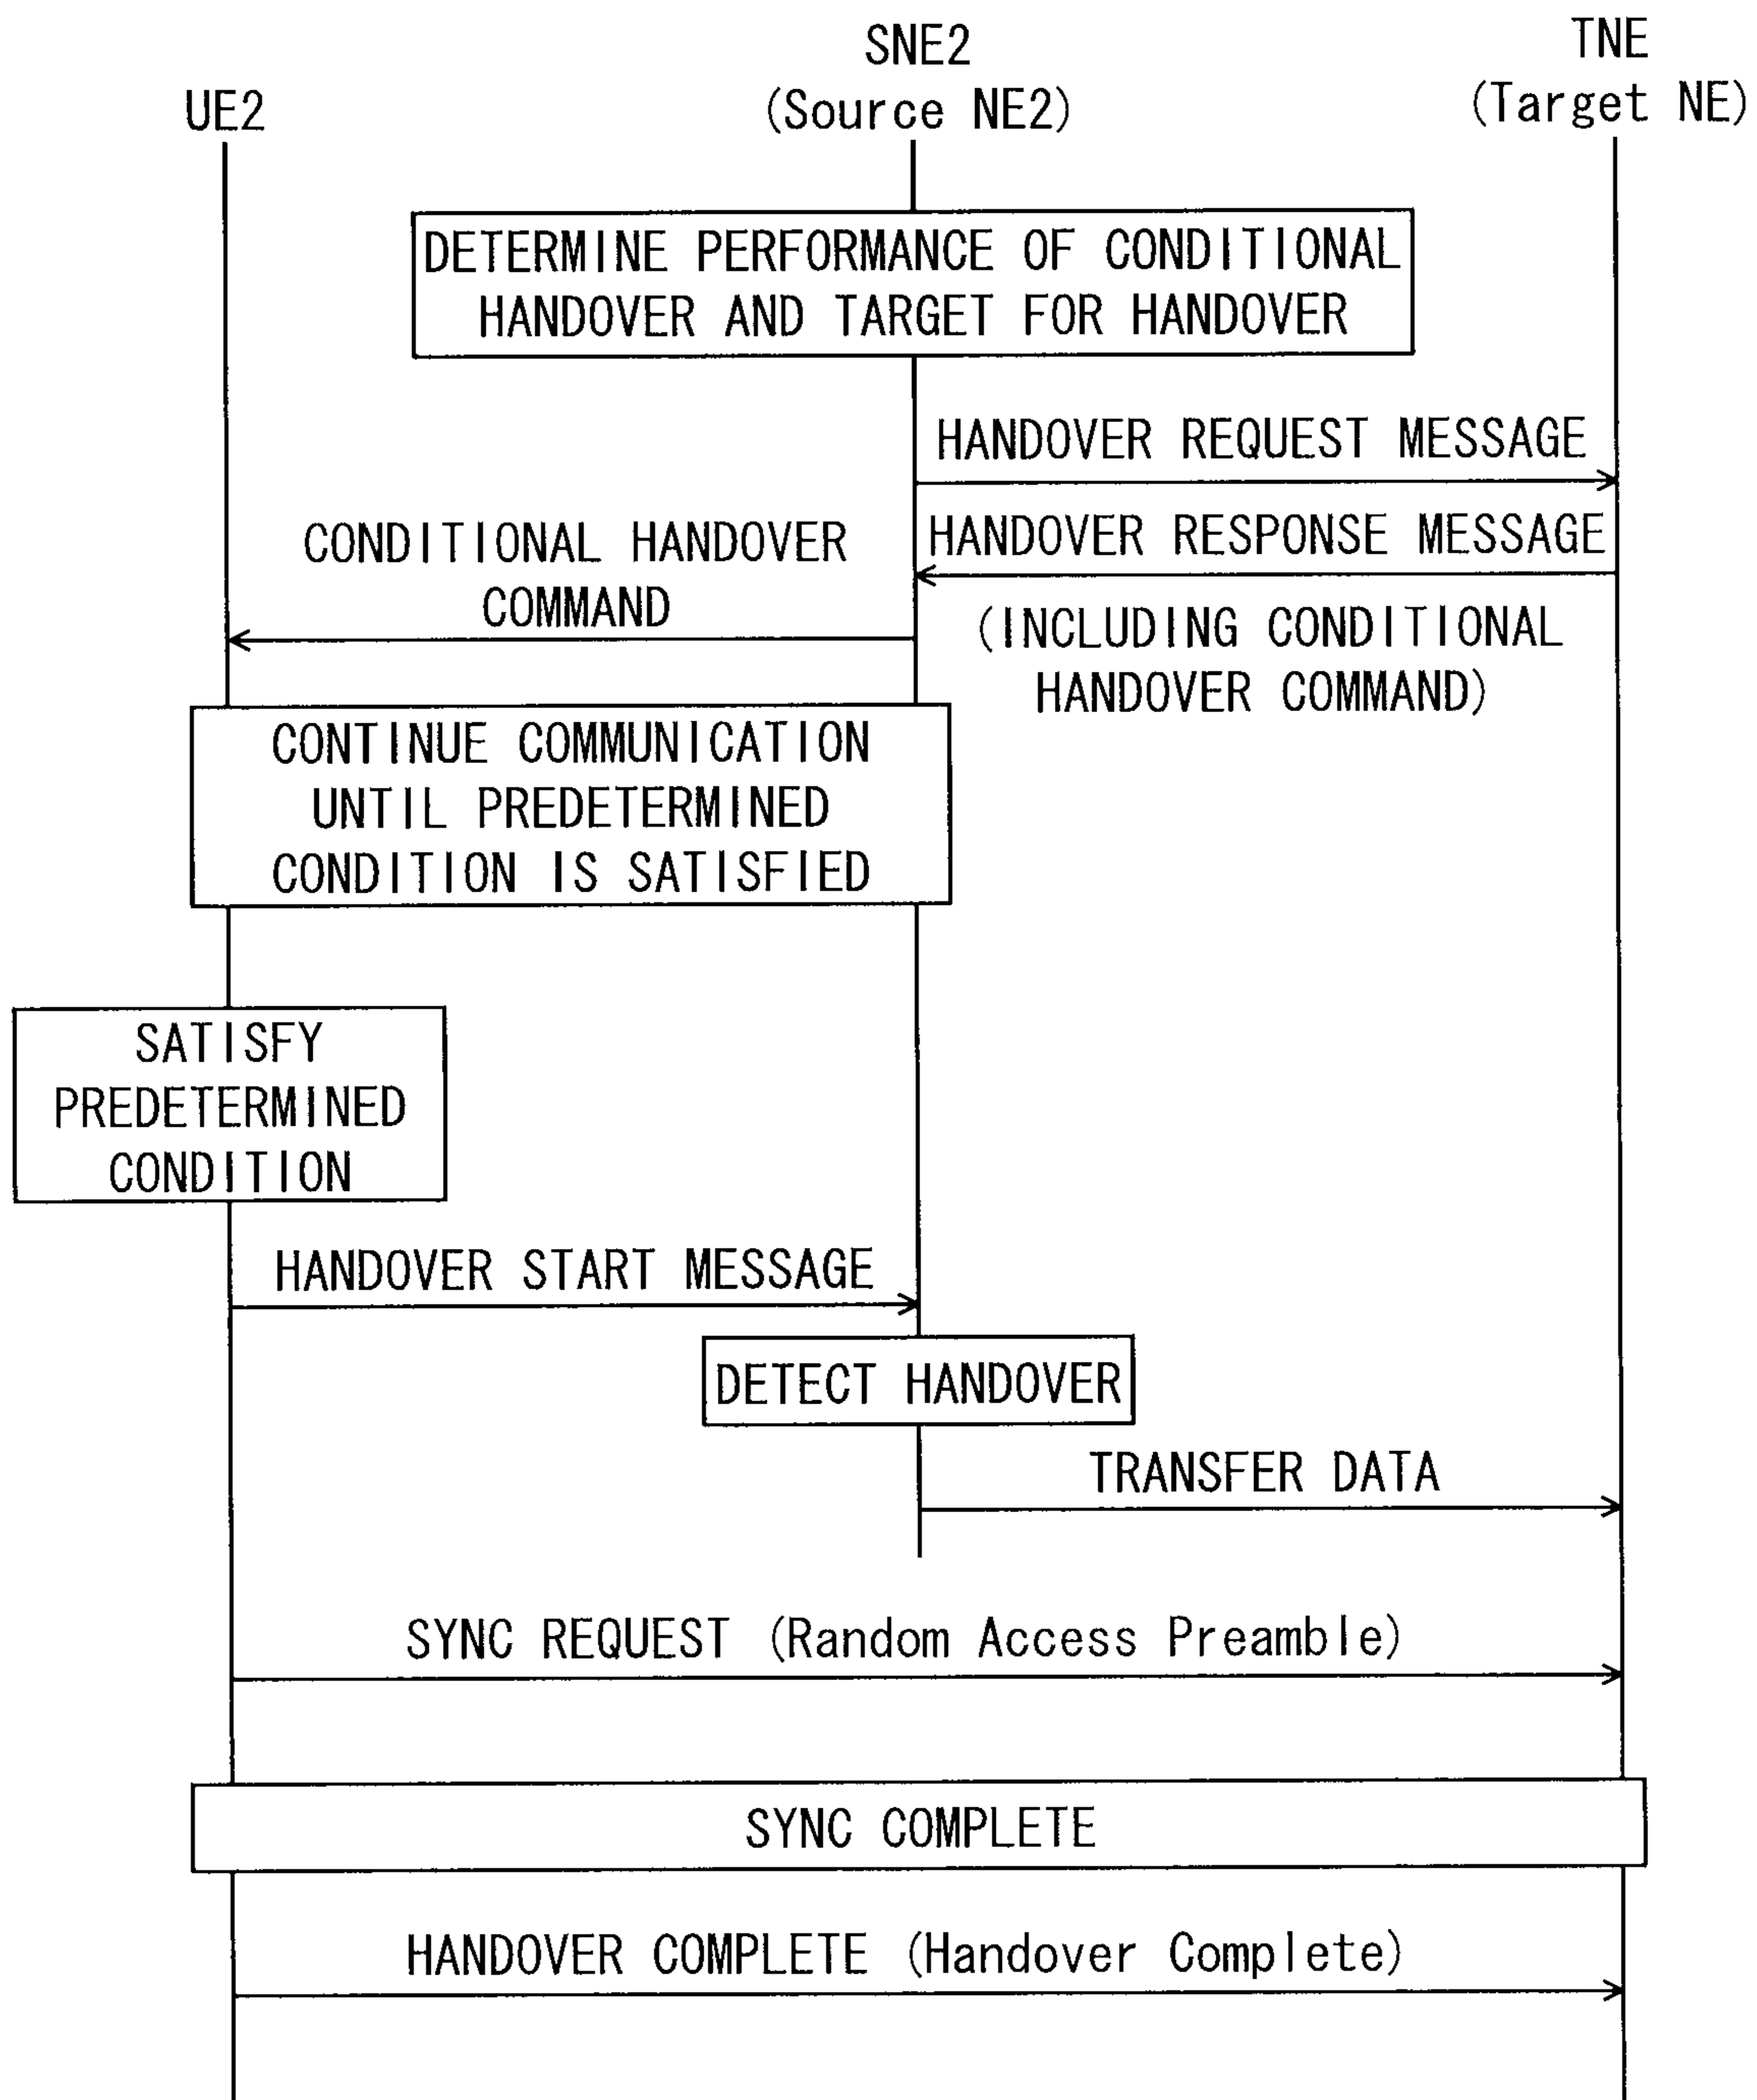 UE2
SNE2
(Source NE2)
TNE
(Target NE)
DETERMINE PERFORMANCE OF CONDITIONAL
HANDOVER AND TARGET FOR HANDOVER
HANDOVER REQUEST MESSAGE
HANDOVER RESPONSE MESSAGE
(INCLUDING CONDITIONAL
HANDOVER COMMAND)
CONDITIONAL HANDOVER
COMMAND
CONTINUE COMMUNICATION
UNTIL PREDETERMINED
CONDITION IS SATISFIED
SATISFY
PREDETERMINED
CONDITION
HANDOVER START MESSAGE
DETECT HANDOVER
TRANSFER DATA
SYNC REQUEST (Random Access Preamble)
SYNC COMPLETE
HANDOVER COMPLETE (Handover Complete)